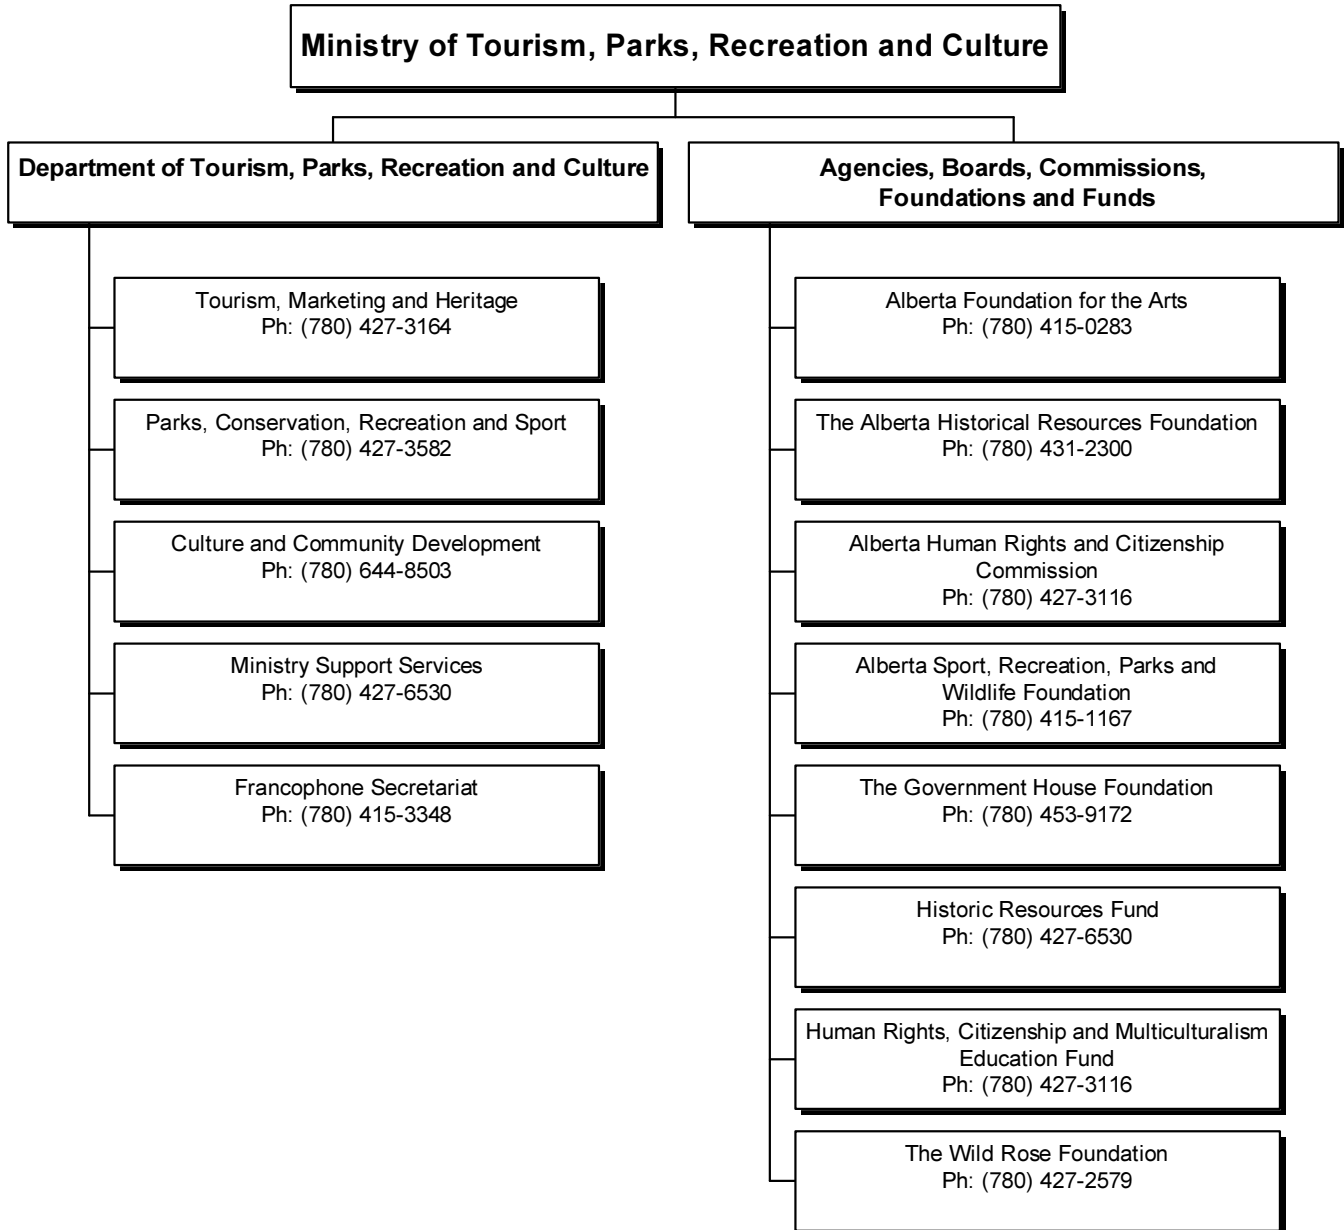 Ministry of Tourism, Parks, Recreation and Culture
Department of Tourism, Parks, Recreation and Culture
Tourism, Marketing and Heritage
Ph: (780) 427-3164
Parks, Conservation, Recreation and Sport
Ph: (780) 427-3582
Culture and Community Development
Ph: (780) 644-8503
Ministry Support Services
Ph: (780) 427-6530
Francophone Secretariat
Ph: (780) 415-3348
Agencies, Boards, Commissions,
Foundations and Funds
Alberta Foundation for the Arts
Ph: (780) 415-0283
The Alberta Historical Resources Foundation
Ph: (780) 431-2300
Alberta Human Rights and Citizenship
Commission
Ph: (780) 427-3116
Alberta Sport, Recreation, Parks and
Wildlife Foundation
Ph: (780) 415-1167
The Government House Foundation
Ph: (780) 453-9172
Historic Resources Fund
Ph: (780) 427-6530
Human Rights, Citizenship and Multiculturalism
Education Fund
Ph: (780) 427-3116
The Wild Rose Foundation
Ph: (780) 427-2579